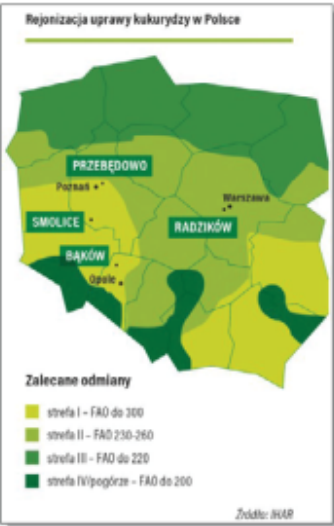 Rejonizacja uprawy kukurydzy w Polsce
PRZEBĘDOWO
Poznań
Warszawa
SMOLICE
RADZIKÓW
BĄKÓW
Opole
Zalecane odmiany
strefa I - FAO do 300
strefa II - FAO 230-260
strefa III - FAO do 220
strefa IV/pogórze - FAO do 200
Źródło: IHAR